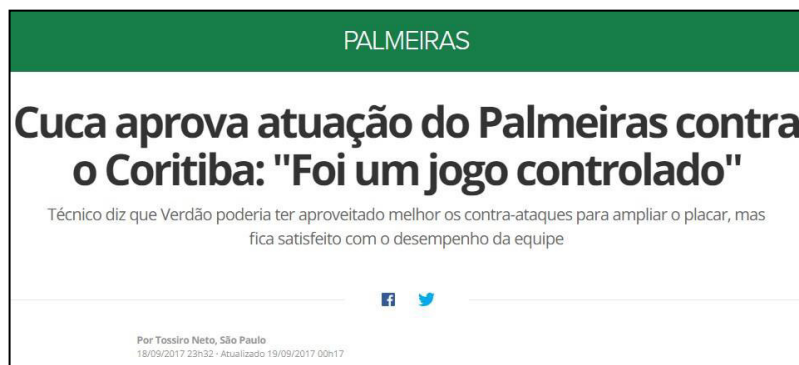 PALMEIRAS
Cuca aprova atuação do Palmeiras contra
o Coritiba: "Foi um jogo controlado"
Técnico diz que Verdão poderia ter aproveitado melhor os contra-ataques para ampliar o placar, mas
fica satisfeito com o desempenho da equipe
Por Tossiro Neto, São Paulo
18/09/2017 23h32 · Atualizado 19/09/2017 00h17